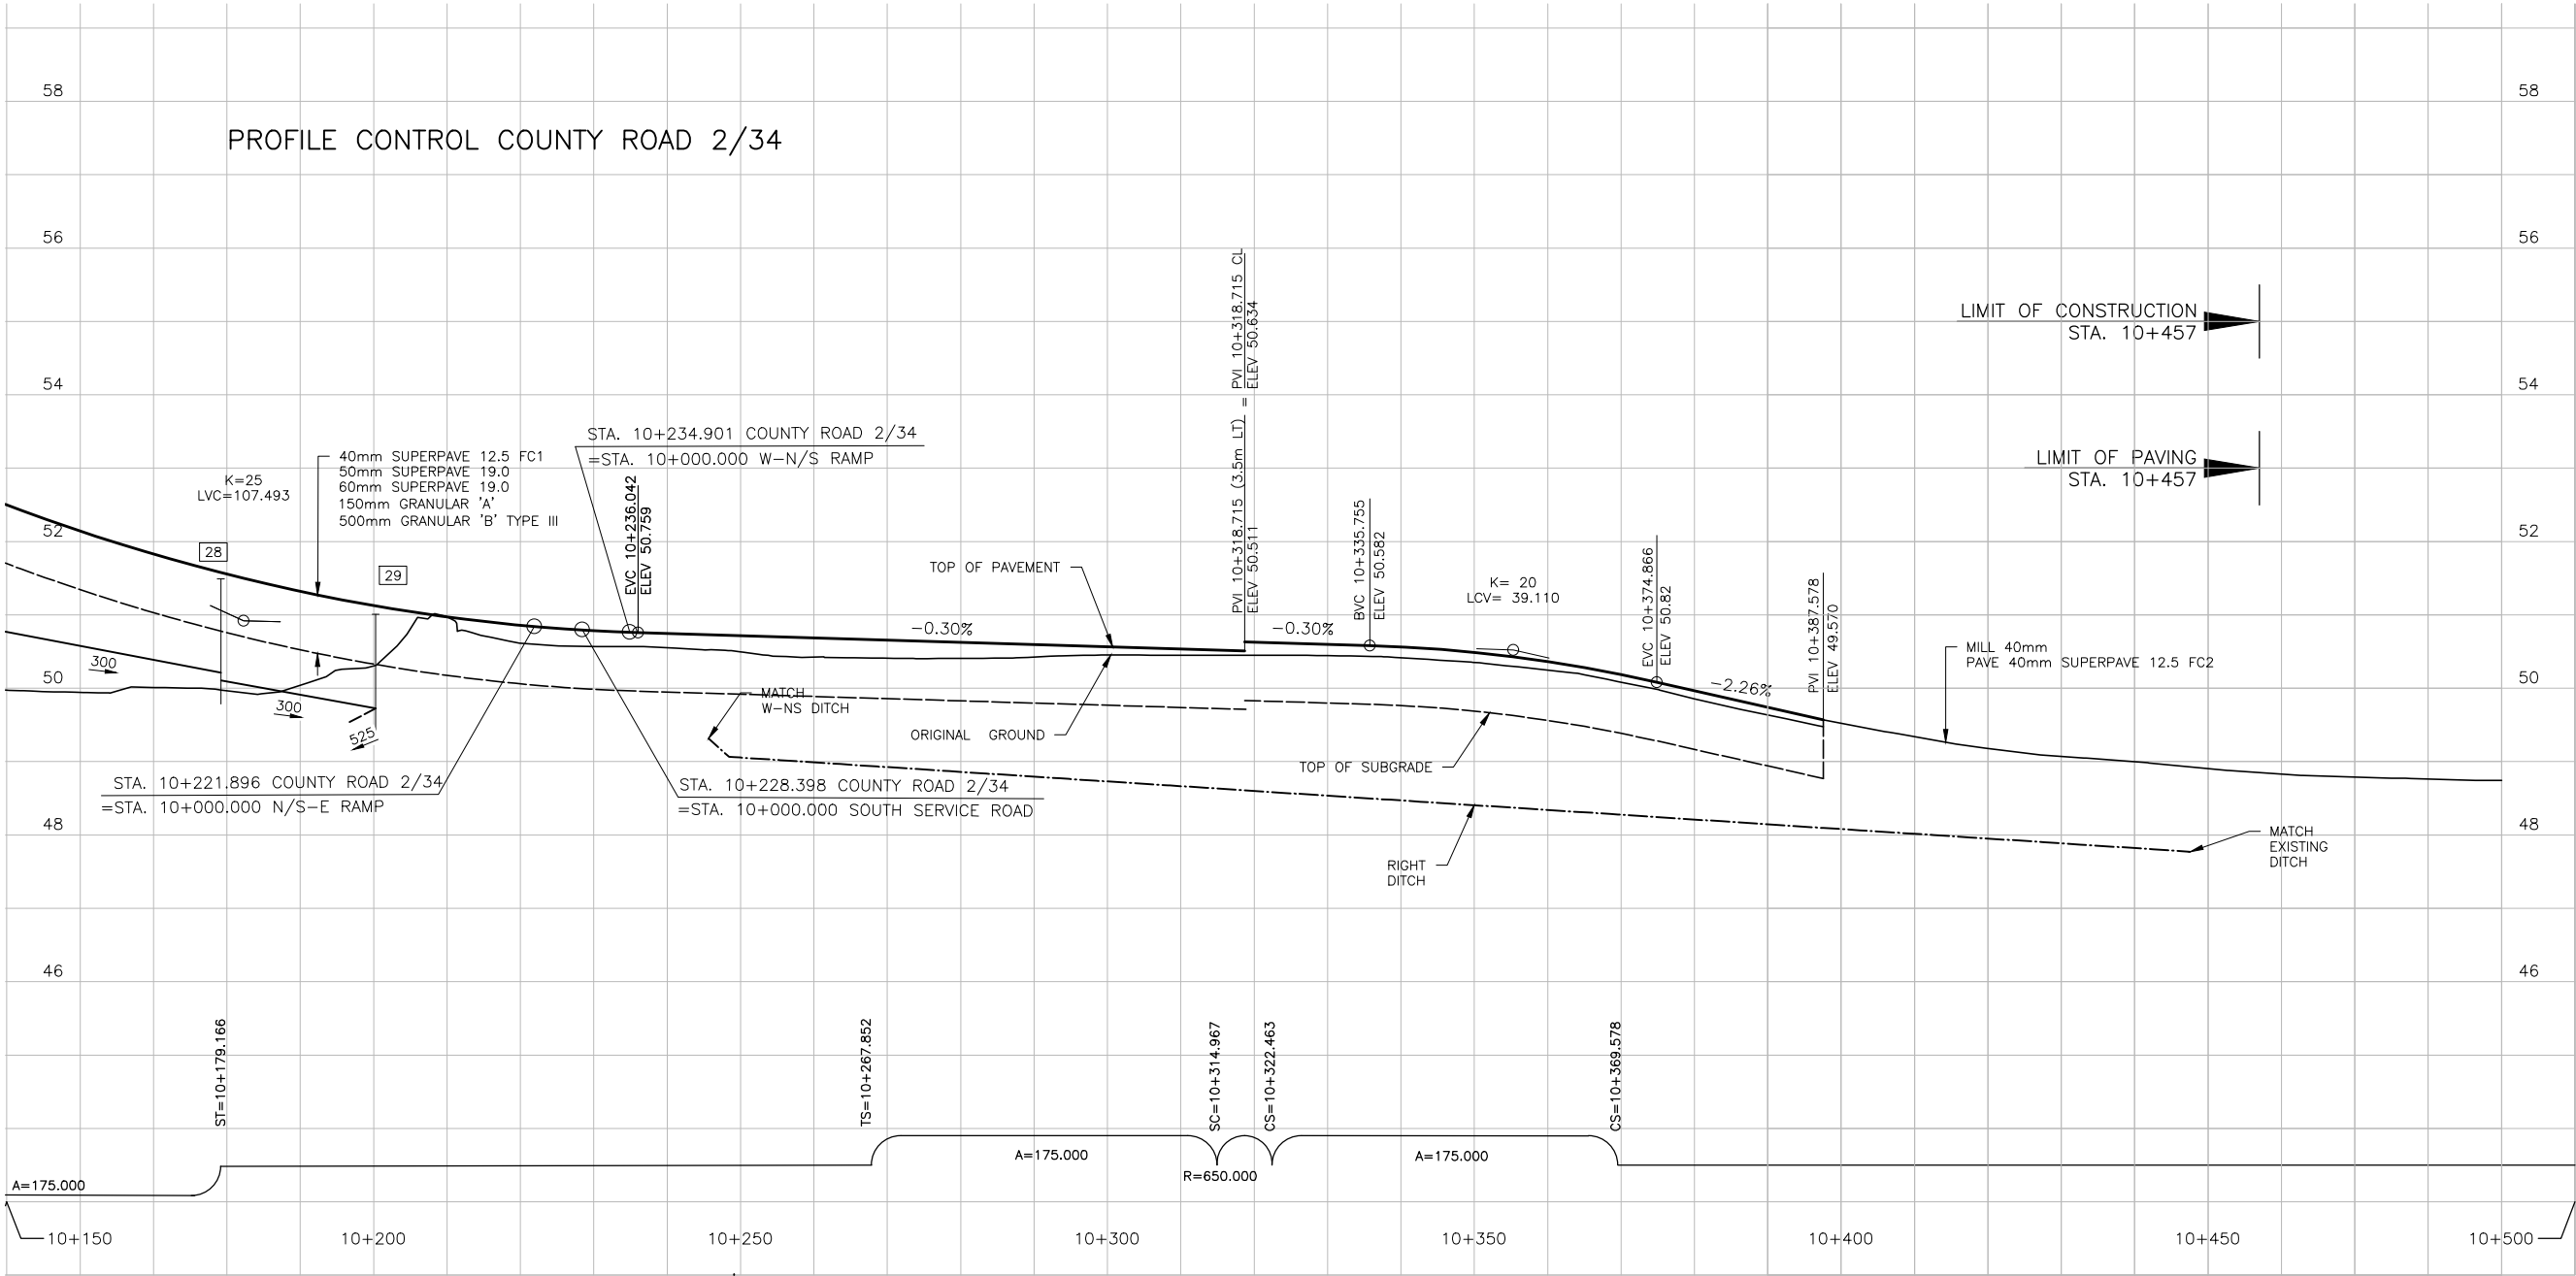 58
58
PROFILE CONTROL COUNTY ROAD 2/34
56
56
PVI 10+318.715 (3.5m LT) = PVI 10+318.715 CL
ELEV 50.511
ELEV 50.634
LIMIT OF CONSTRUCTION
STA. 10+457
54
54
STA. 10+234.901 COUNTY ROAD 2/34
=STA. 10+000.000 W-N/S RAMP
LIMIT OF PAVING
STA. 10+457
40mm SUPERPAVE 12.5 FC1
50mm SUPERPAVE 19.0
60mm SUPERPAVE 19.0
150mm GRANULAR 'A'
500mm GRANULAR 'B' TYPE III
K=25
LVC=107.493
EVC 10+236.042
ELEV 50.759
BVC 10+335.755
ELEV 50.582
52
52
28
29
TOP OF PAVEMENT
K= 20
LCV= 39.110
EVC 10+374.866
ELEV 50.82
PVI 10+387.578
ELEV 49.570
-0.30%
-0.30%
MILL 40mm
PAVE 40mm SUPERPAVE 12.5 FC2
300
50
50
-2.26%
MATCH
W-NS DITCH
300
525
ORIGINAL GROUND
TOP OF SUBGRADE
STA. 10+221.896 COUNTY ROAD 2/34
=STA. 10+000.000 N/S-E RAMP
STA. 10+228.398 COUNTY ROAD 2/34
=STA. 10+000.000 SOUTH SERVICE ROAD
48
48
MATCH
EXISTING
DITCH
RIGHT
DITCH
46
46
ST=10+179.166
TS=10+267.852
SC=10+314.967
CS=10+322.463
CS=10+369.578
A=175.000
A=175.000
R=650.000
A=175.000
10+150
10+200
10+250
10+300
10+350
10+400
10+450
10+500